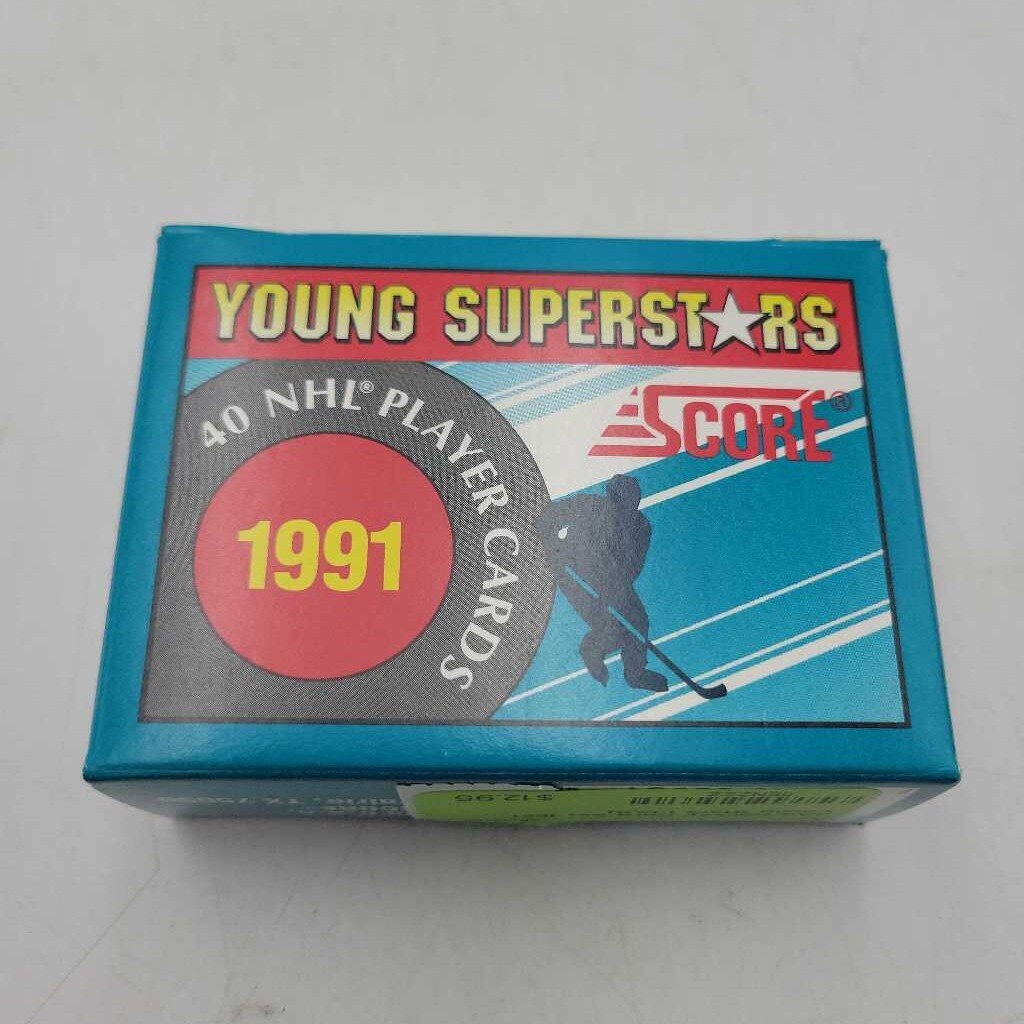 YOUNG SUPERSTARS
SCORE®
40 NHL® PLAYER CARDS
1991
$12.95